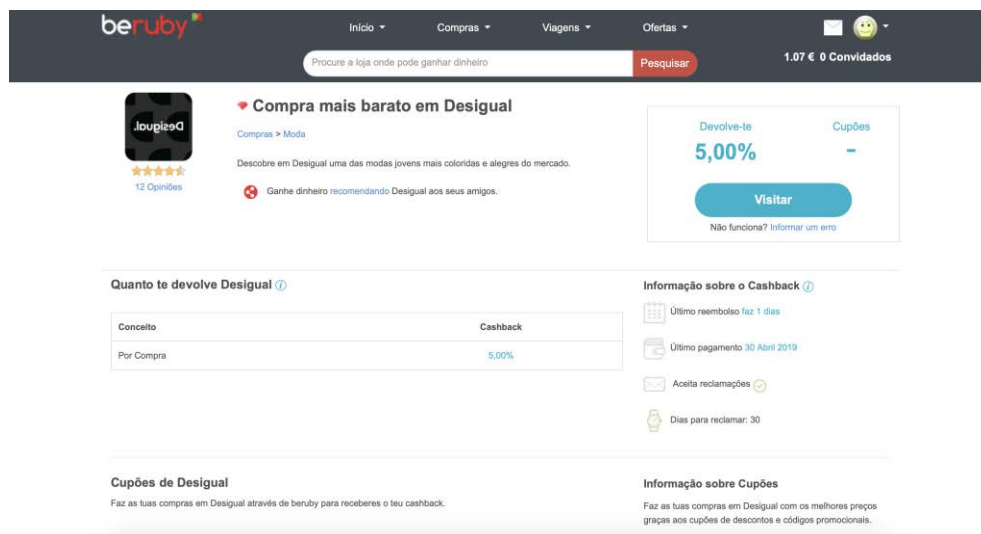 beruby
Início
Compras
Viagens
Ofertas
Procure a loja onde pode ganhar dinheiro
Pesquisar
1.07 € 0 Convidados
Desigual.
12 Opiniões
Compra mais barato em Desigual
Compras > Moda
Descobre em Desigual uma das modas jovens mais coloridas e alegres do mercado.
Ganhe dinheiro recomendando Desigual aos seus amigos.
Devolve-te
Cupões
5,00%
-
Visitar
Não funciona? Informar um erro
Quanto te devolve Desigual
Conceito
Cashback
Por Compra
5,00%
Informação sobre o Cashback
Último reembolso faz 1 dias
Último pagamento 30 Abril 2019
Aceita reclamações
Dias para reclamar: 30
Cupões de Desigual
Faz as tuas compras em Desigual através de beruby para receberes o teu cashback.
Informação sobre Cupões
Faz as tuas compras em Desigual com os melhores preços
graças aos cupões de descontos e códigos promocionais.